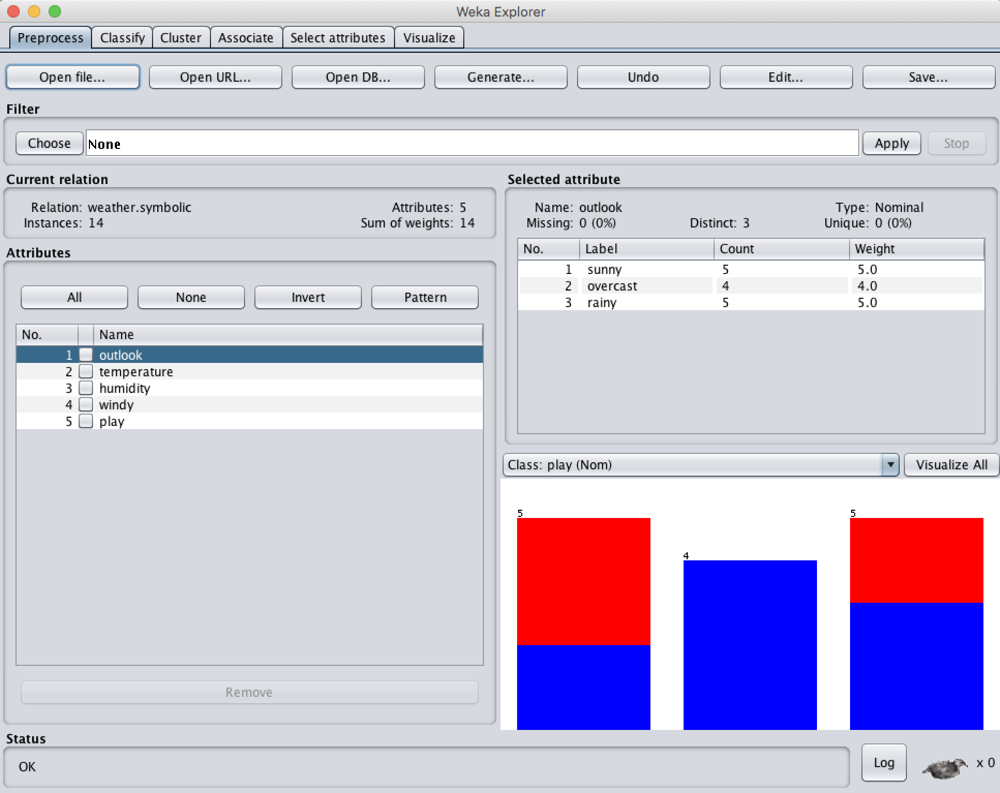 Weka Explorer
Preprocess Classify Cluster Associate Select attributes Visualize
Open file... Open URL... Open DB... Generate... Undo Edit... Save...
Filter
Choose None Apply Stop
Current relation
Relation: weather.symbolic Attributes: 5
Instances: 14 Sum of weights: 14
Attributes
All None Invert Pattern
No. Name
1 outlook
2 temperature
3 humidity
4 windy
5 play
Remove
Selected attribute
Name: outlook Type: Nominal
Missing: 0 (0%) Distinct: 3 Unique: 0 (0%)
No. Label Count Weight
1 sunny 5 5.0
2 overcast 4 4.0
3 rainy 5 5.0
Class: play (Nom) Visualize All
5 4 5
Status
OK Log x 0